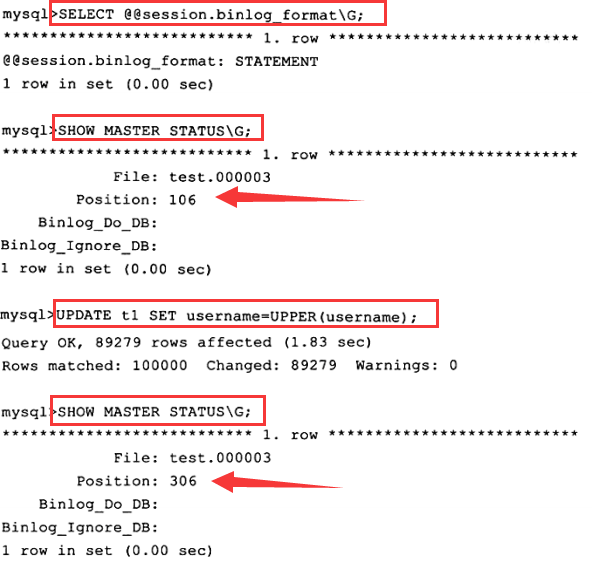 mysql>SELECT @@session.binlog_format\G;
*************************** 1. row ***************************
@@session.binlog_format: STATEMENT
1 row in set (0.00 sec)
mysql>SHOW MASTER STATUS\G;
*************************** 1. row ***************************
File: test.000003
Position: 106
Binlog_Do_DB:
Binlog_Ignore_DB:
1 row in set (0.00 sec)
mysql>UPDATE t1 SET username=UPPER(username);
Query OK, 89279 rows affected (1.83 sec)
Rows matched: 100000  Changed: 89279  Warnings: 0
mysql>SHOW MASTER STATUS\G;
*************************** 1. row ***************************
File: test.000003
Position: 306
Binlog_Do_DB:
Binlog_Ignore_DB:
1 row in set (0.00 sec)